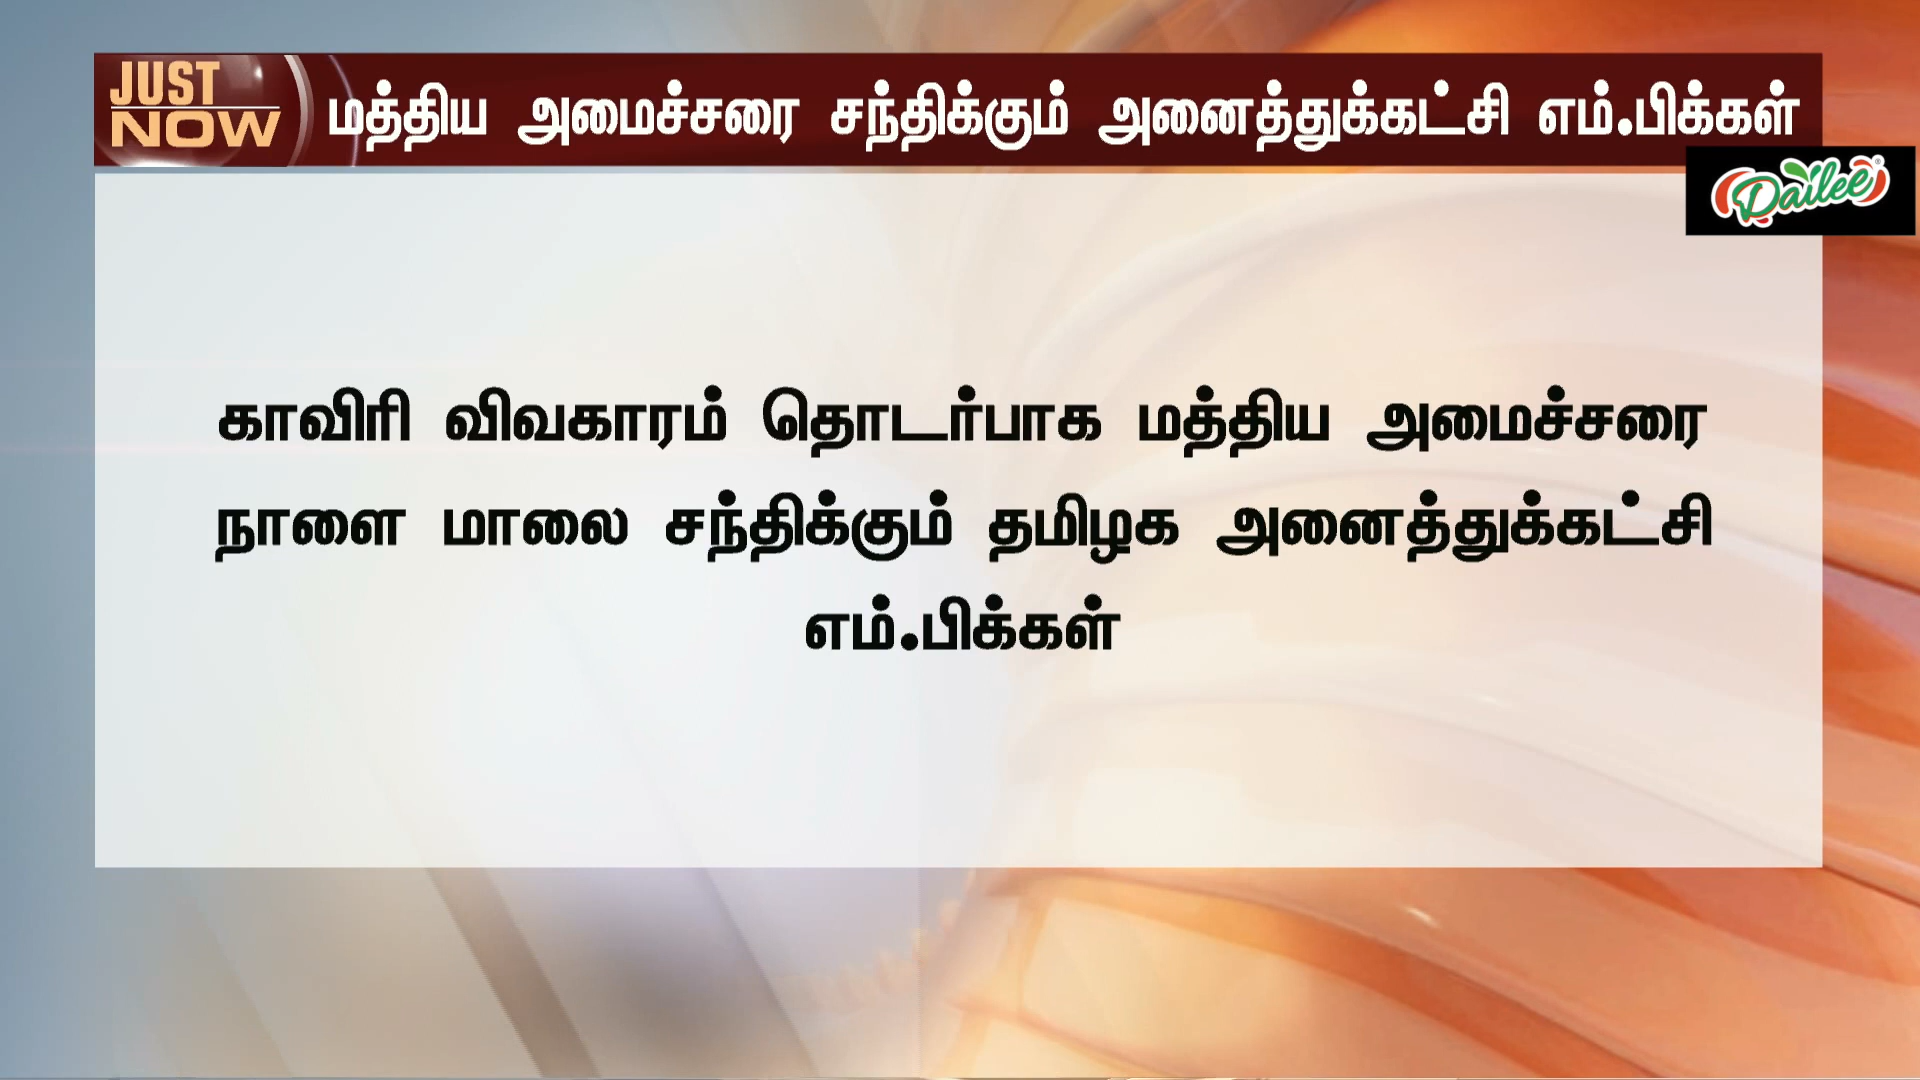 JUST
NOW
மத்திய அமைச்சரை சந்திக்கும் அனைத்துக்கட்சி எம்.பிக்கள்
Dailee®
காவிரி விவகாரம் தொடர்பாக மத்திய அமைச்சரை
நாளை மாலை சந்திக்கும் தமிழக அனைத்துக்கட்சி
எம்.பிக்கள்